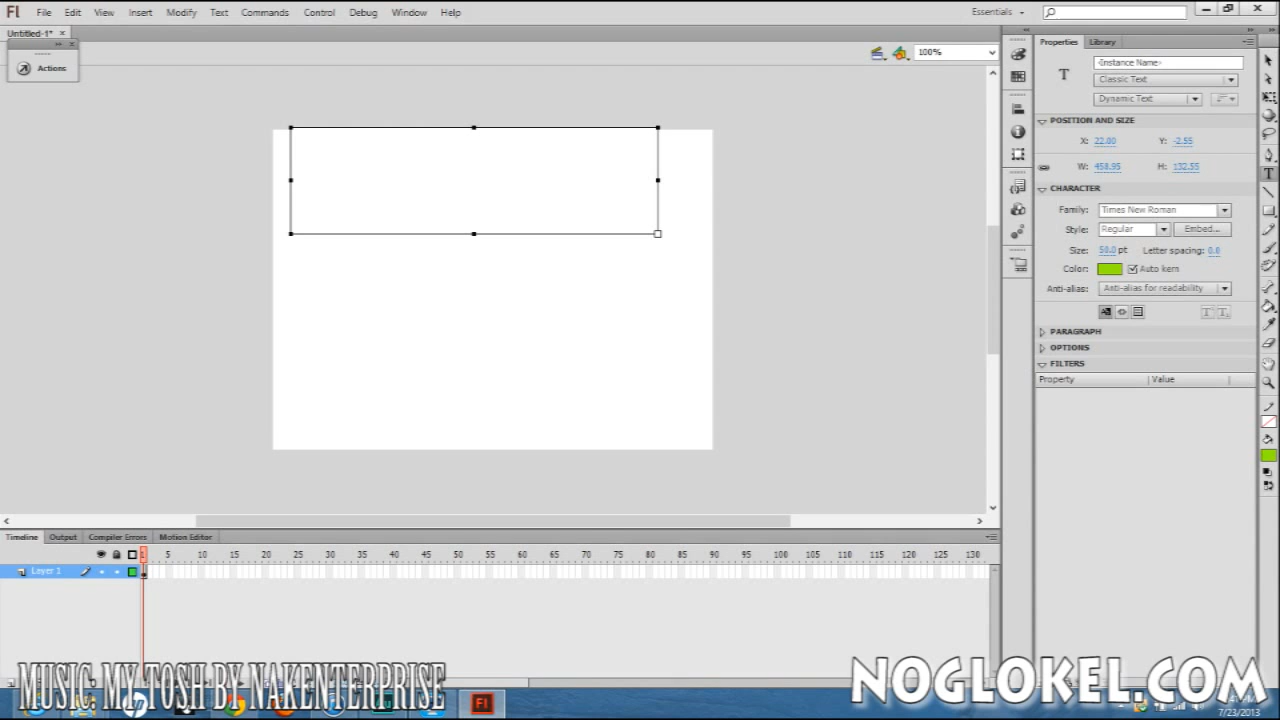 Fl File Edit View Insert Modify Text Commands Control Debug Window Help Essentials
Untitled-1*
Actions
100%
Properties Library
<Instance Name>
T Classic Text
Dynamic Text
POSITION AND SIZE
X: 22.00 Y: -2.55
W: 458.95 H: 132.55
CHARACTER
Family: Times New Roman
Style: Regular Embed...
Size: 50.0 pt Letter spacing: 0.0
Color: Auto kern
Anti-alias: Anti-alias for readability
PARAGRAPH
OPTIONS
FILTERS
Property Value
Timeline Output Compiler Errors Motion Editor
1 5 10 15 20 25 30 35 40 45 50 55 60 65 70 75 80 85 90 95 100 105 110 115 120 125 130
Layer 1
MUSIC: MY TOSH BY NAKENTERPRISE
NOGLOKEL.COM
Fl
7/23/2013